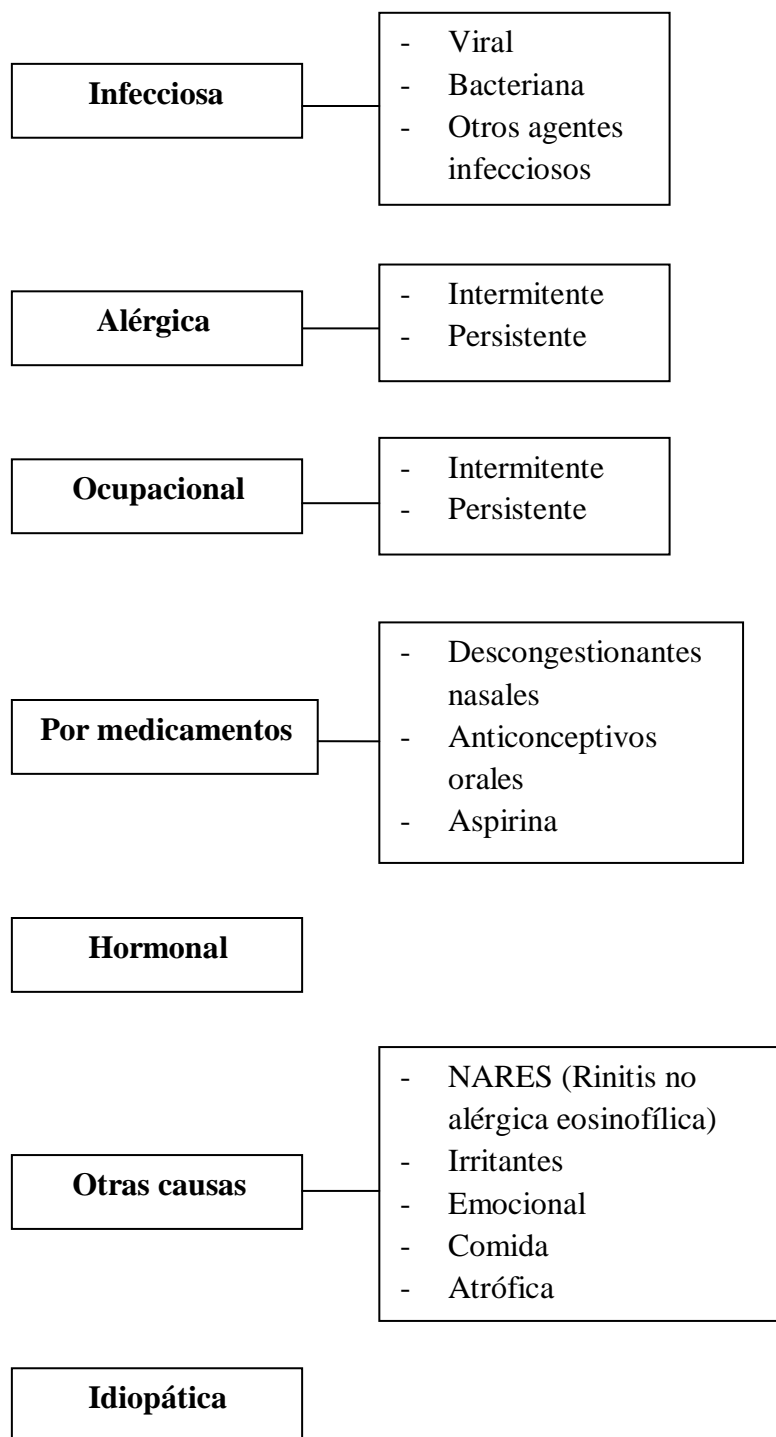 Infecciosa
- Viral
- Bacteriana
- Otros agentes
infecciosos
Alérgica
- Intermitente
- Persistente
Ocupacional
- Intermitente
- Persistente
Por medicamentos
- Descongestionantes
nasales
- Anticonceptivos
orales
- Aspirina
Hormonal
Otras causas
- NARES (Rinitis no
alérgica eosinofílica)
- Irritantes
- Emocional
- Comida
- Atrófica
Idiopática